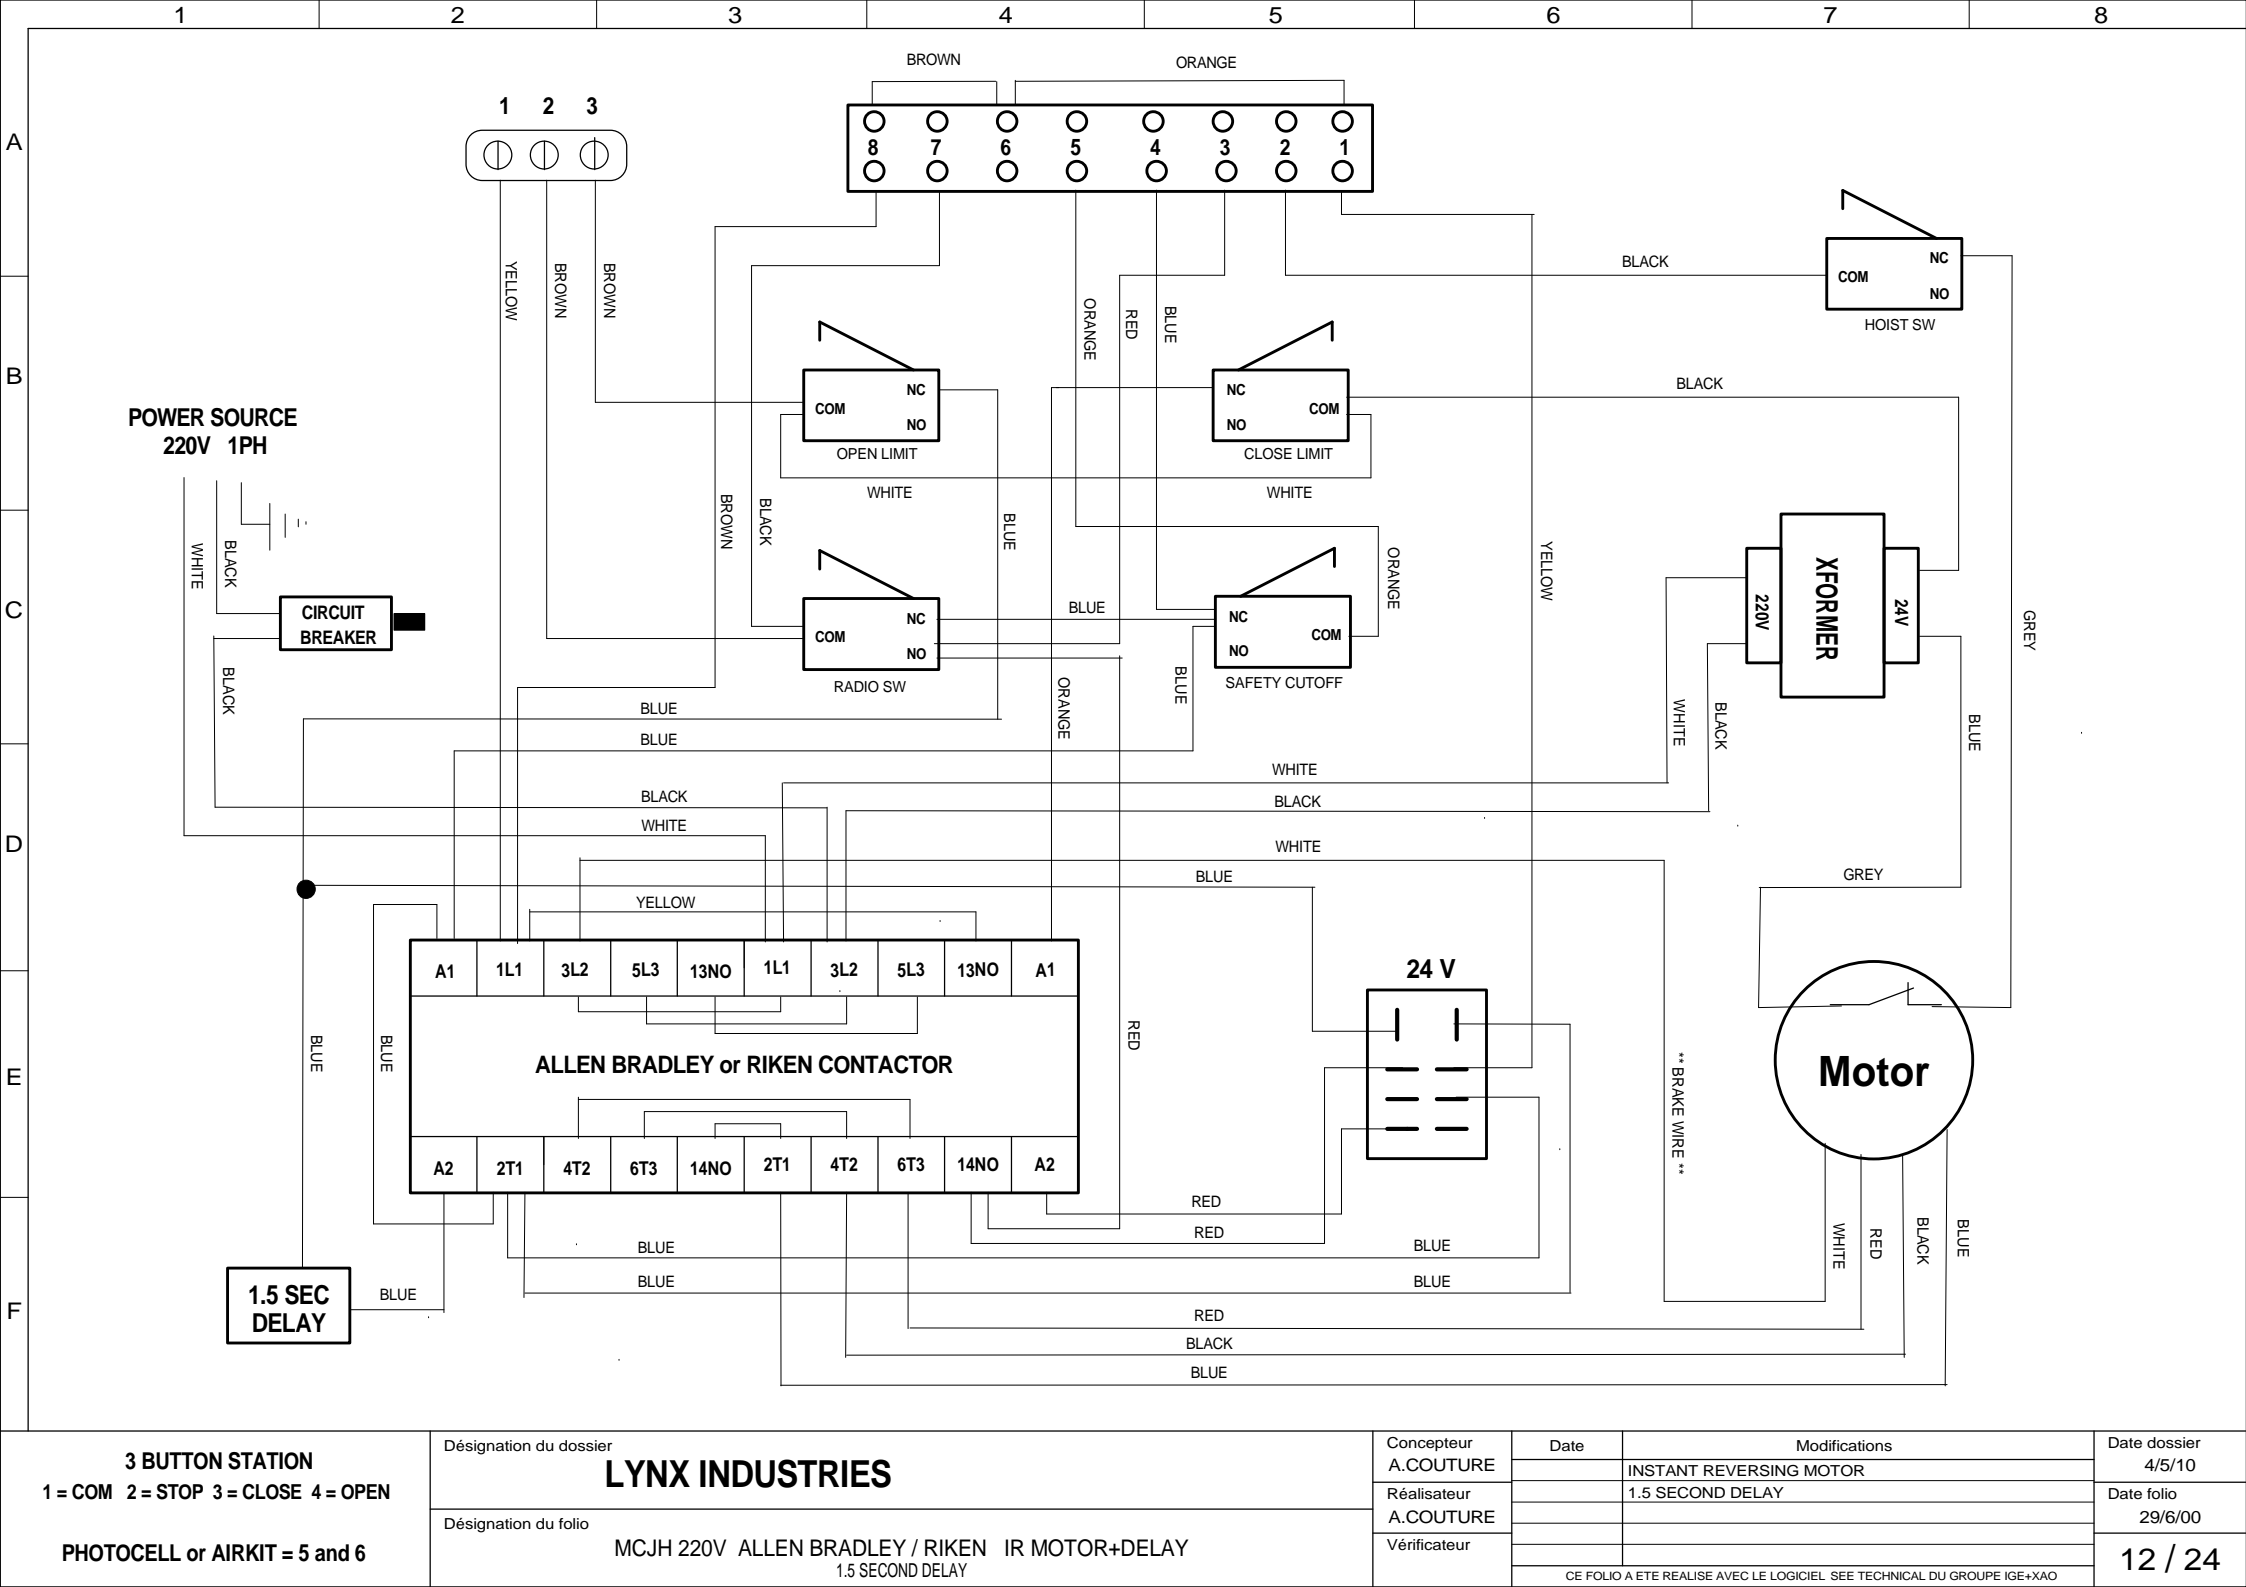 1 2 3 4 5 6 7 8
A
B
C
D
E
F
BROWN
ORANGE
1 2 3
8 7 6 5 4 3 2 1
YELLOW
BROWN
BROWN
ORANGE
RED
BLUE
BLACK
COM
NC
NO
HOIST SW
COM
NC
NO
OPEN LIMIT
NC
NO
COM
CLOSE LIMIT
BLACK
WHITE
WHITE
POWER SOURCE
220V 1PH
WHITE
BLACK
CIRCUIT
BREAKER
BLACK
BROWN
BLACK
BLUE
ORANGE
YELLOW
COM
NC
NO
RADIO SW
BLUE
NC
NO
COM
SAFETY CUTOFF
BLUE
ORANGE
220V
XFORMER
24V
GREY
WHITE
BLACK
BLUE
BLUE
BLUE
WHITE
BLACK
BLACK
WHITE
WHITE
BLUE
GREY
YELLOW
A1 1L1 3L2 5L3 13NO 1L1 3L2 5L3 13NO A1
ALLEN BRADLEY or RIKEN CONTACTOR
A2 2T1 4T2 6T3 14NO 2T1 4T2 6T3 14NO A2
BLUE
BLUE
RED
24 V
** BRAKE WIRE **
Motor
WHITE
RED
BLACK
BLUE
RED
RED
BLUE
BLUE
BLUE
BLUE
1.5 SEC
DELAY
BLUE
RED
BLACK
BLUE
3 BUTTON STATION
1 = COM 2 = STOP 3 = CLOSE 4 = OPEN
PHOTOCELL or AIRKIT = 5 and 6
Désignation du dossier
LYNX INDUSTRIES
Désignation du folio
MCJH 220V ALLEN BRADLEY / RIKEN IR MOTOR+DELAY
1.5 SECOND DELAY
Concepteur
A.COUTURE
Réalisateur
A.COUTURE
Vérificateur
Date
Modifications
INSTANT REVERSING MOTOR
1.5 SECOND DELAY
CE FOLIO A ETE REALISE AVEC LE LOGICIEL SEE TECHNICAL DU GROUPE IGE+XAO
Date dossier
4/5/10
Date folio
29/6/00
12 / 24